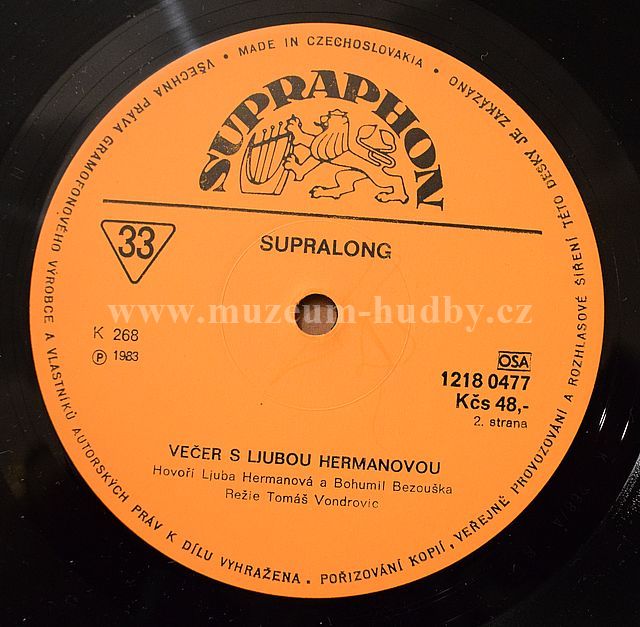 VŠECHNA PRÁVA GRAMOFONOVÉHO VÝROBCE A VLASTNÍKŮ AUTORSKÝCH PRÁV K DÍLU VYHRAŽENA. POŘIZOVÁNÍ KOPIÍ, VEŘEJNÉ PROVOZOVÁNÍ A ROZHLASOVÉ ŠÍŘENÍ TÉTO DESKY JE ZAKÁZÁNO • MADE IN CZECHOSLOVAKIA •
SUPRAPHON
33
SUPRALONG
www.muzeum-hudby.cz
K 268
Ⓟ 1983
OSA
1218 0477
Kčs 48,-
2. strana
VEČER S LJUBOU HERMANOVOU
Hovoří Ljuba Hermanová a Bohumil Bezouška
Režie Tomáš Vondrovic